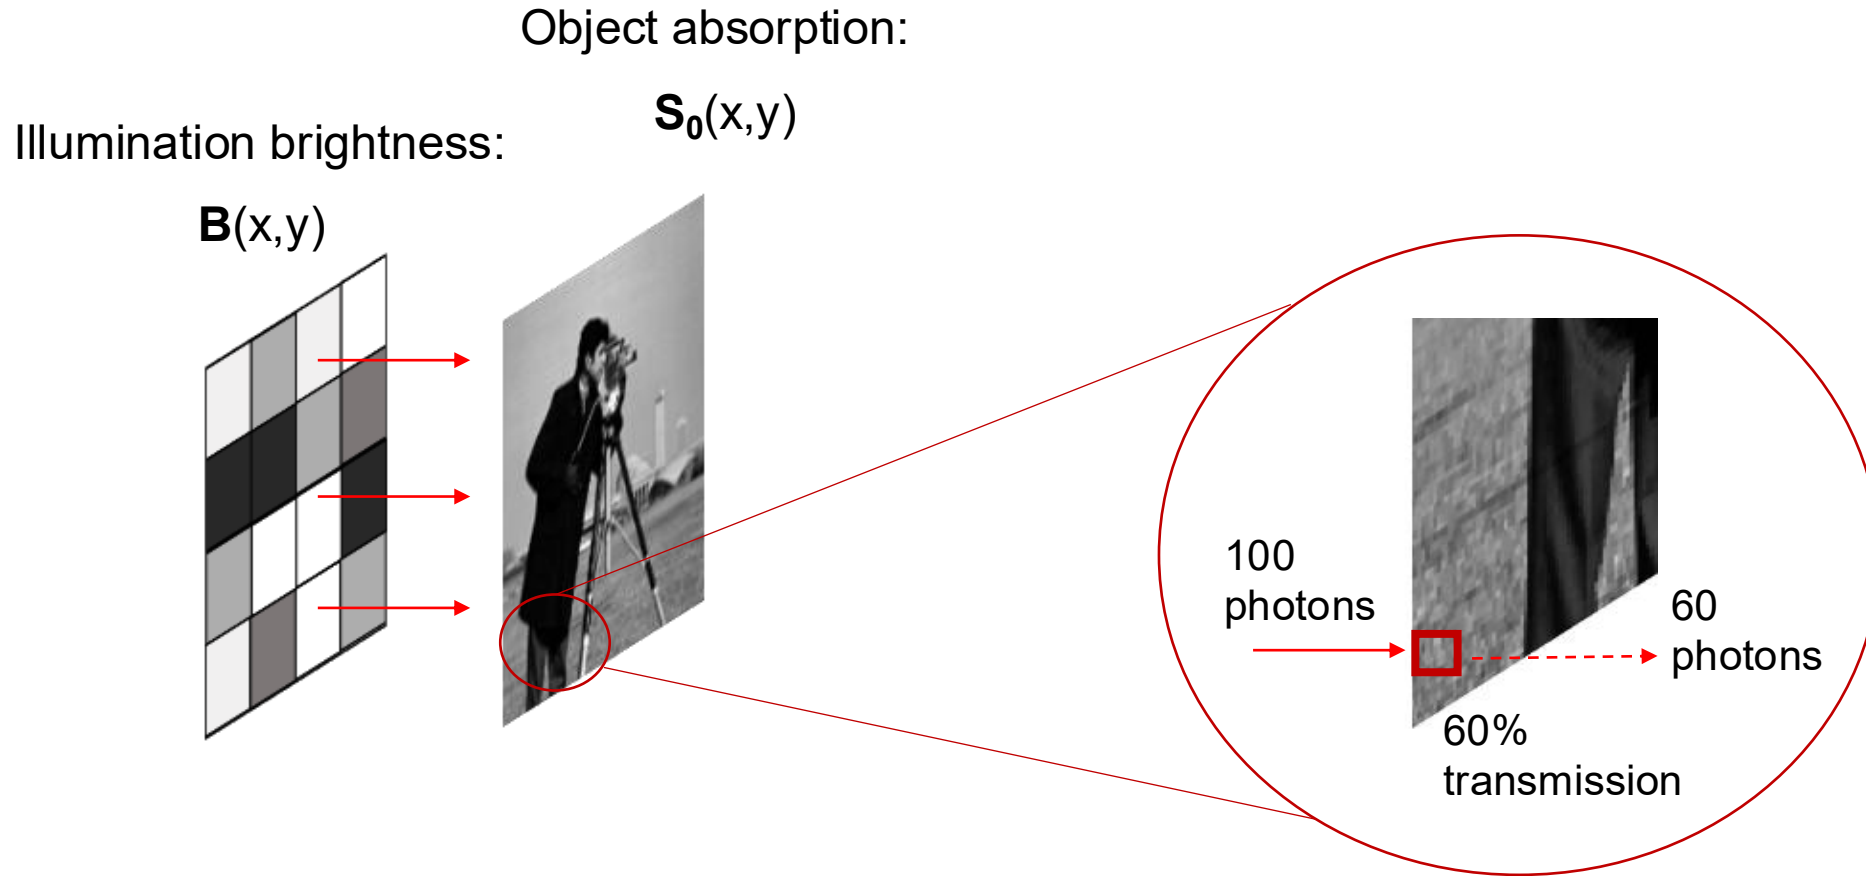 Object absorption:
S₀(x,y)
Illumination brightness:
B(x,y)
100
photons
60
photons
60%
transmission